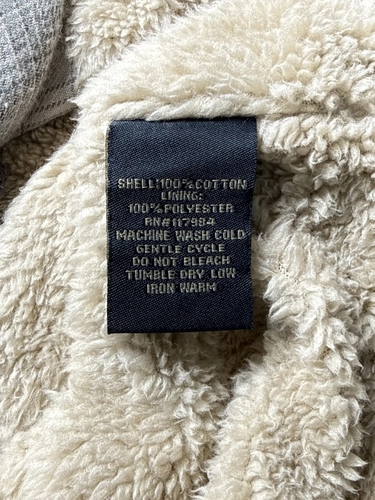 SHELL:100%COTTON
LINING:
100%POLYESTER
RN#117984
MACHINE WASH COLD
GENTLE CYCLE
DO NOT BLEACH
TUMBLE DRY LOW
IRON WARM